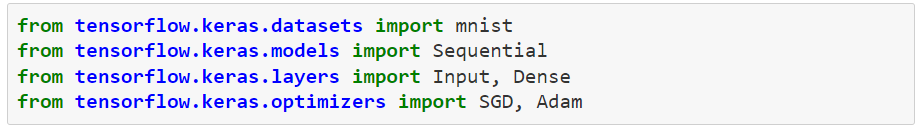 from tensorflow.keras.datasets import mnist
from tensorflow.keras.models import Sequential
from tensorflow.keras.layers import Input, Dense
from tensorflow.keras.optimizers import SGD, Adam